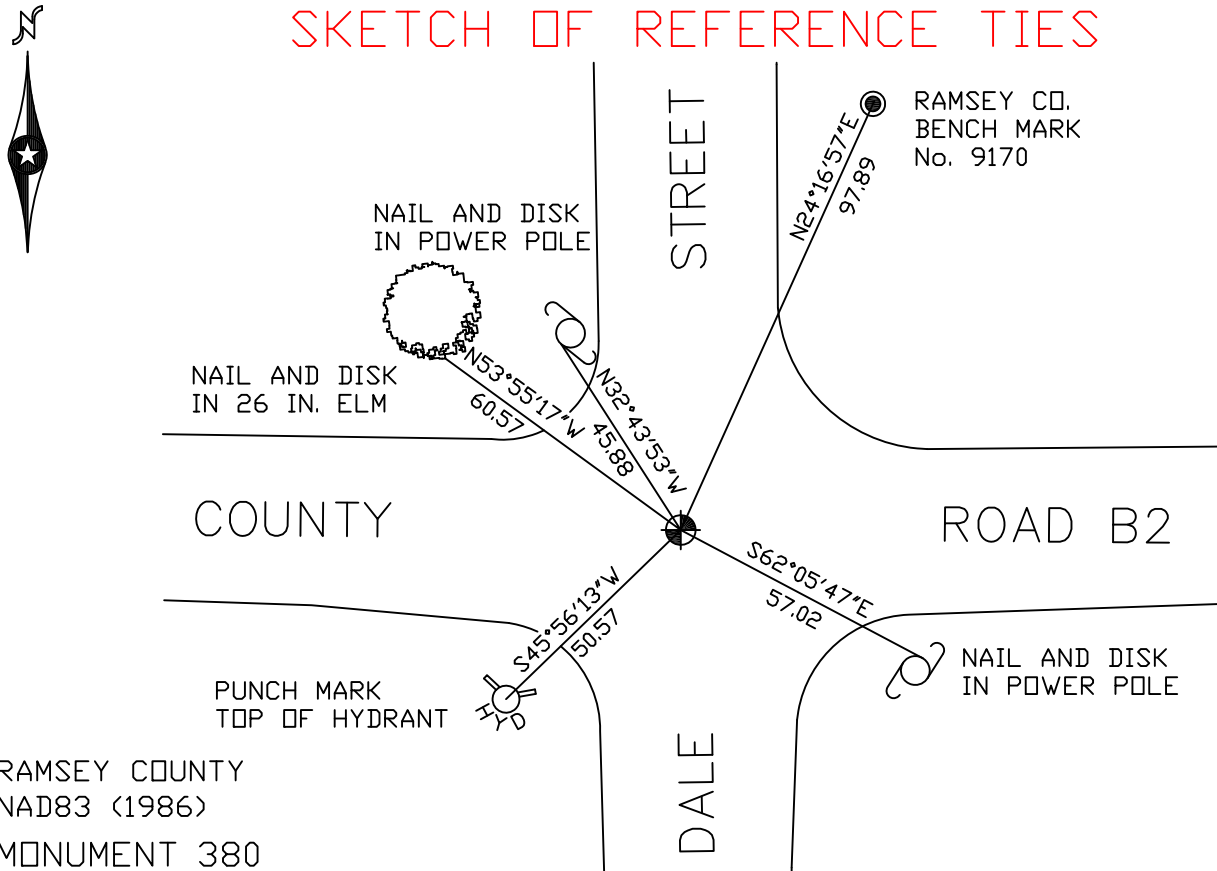 N
SKETCH OF REFERENCE TIES
RAMSEY CO.
BENCH MARK
No. 9170
STREET
N24°16'57"E
97.89
NAIL AND DISK
IN POWER POLE
NAIL AND DISK
IN 26 IN. ELM
N53°55'17"W
60.57
N32°43'53"W
45.88
COUNTY
ROAD B2
S62°05'47"E
57.02
S45°56'13"W
50.57
NAIL AND DISK
IN POWER POLE
PUNCH MARK
TOP OF HYDRANT
HYD
DALE
RAMSEY COUNTY
NAD83 (1986)
MONUMENT 380